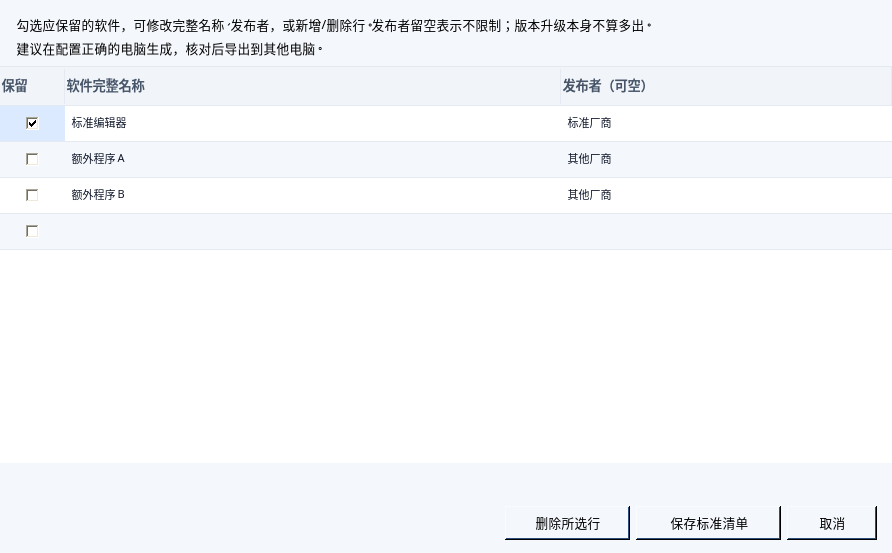 勾选应保留的软件，可修改完整名称、发布者，或新增/删除行。发布者留空表示不限制；版本升级本身不算多出。
建议在配置正确的电脑生成，核对后导出到其他电脑。
保留 软件完整名称 发布者（可空）
标准编辑器 标准厂商
额外程序 A 其他厂商
额外程序 B 其他厂商
删除所选行 保存标准清单 取消